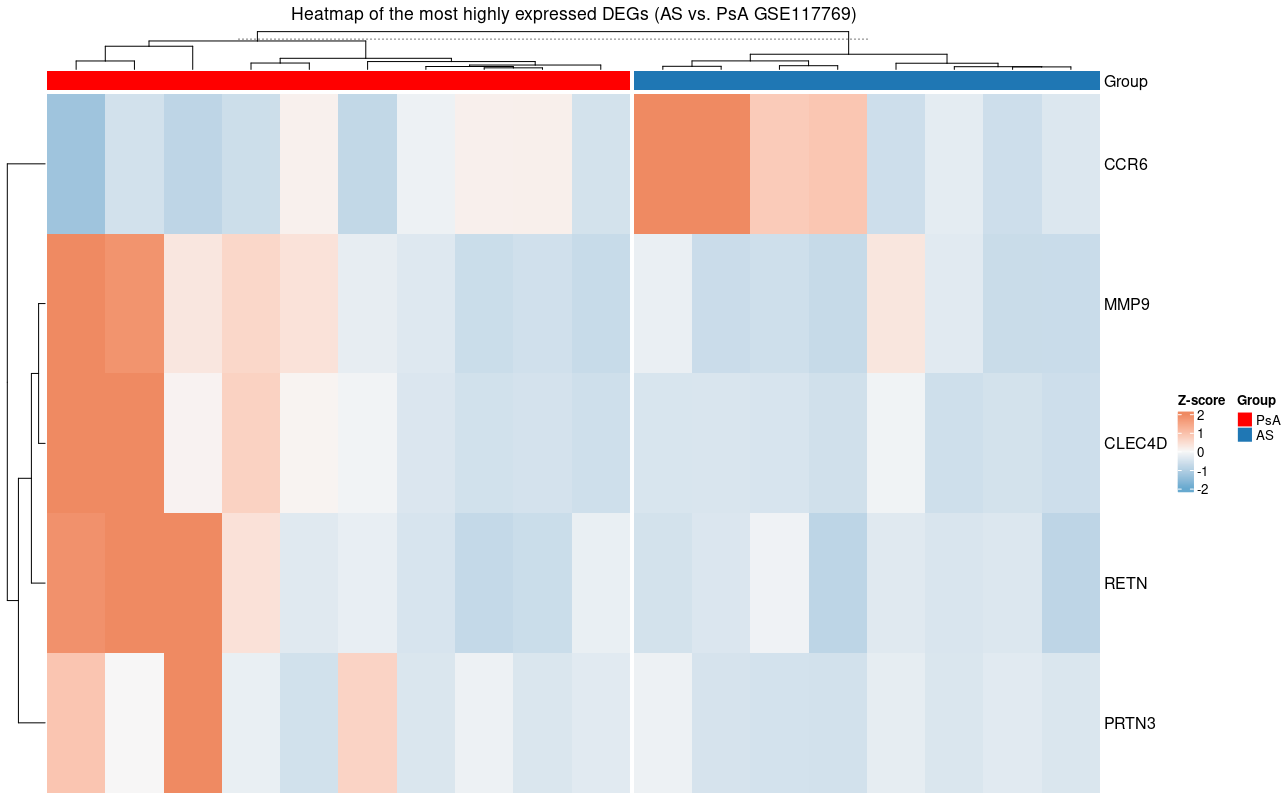 Heatmap of the most highly expressed DEGs (AS vs. PsA GSE117769)
Group
CCR6
MMP9
CLEC4D
RETN
PRTN3
Z-score
2
1
0
-1
-2
Group
PsA
AS